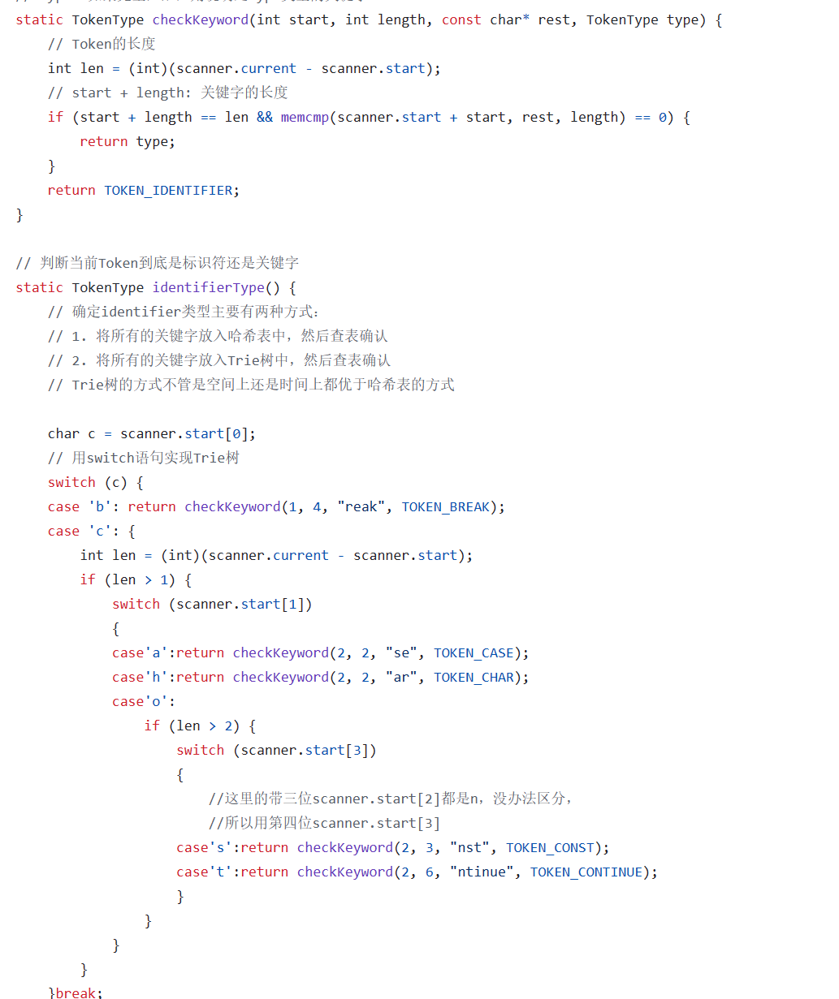 static TokenType checkKeyword(int start, int length, const char* rest, TokenType type) {
    // Token的长度
    int len = (int)(scanner.current - scanner.start);
    // start + length: 关键字的长度
    if (start + length == len && memcmp(scanner.start + start, rest, length) == 0) {
        return type;
    }
    return TOKEN_IDENTIFIER;
}

// 判断当前Token到底是标识符还是关键字
static TokenType identifierType() {
    // 确定identifier类型主要有两种方式:
    // 1. 将所有的关键字放入哈希表中，然后查表确认
    // 2. 将所有的关键字放入Trie树中，然后查表确认
    // Trie树的方式不管是空间上还是时间上都优于哈希表的方式

    char c = scanner.start[0];
    // 用switch语句实现Trie树
    switch (c) {
    case 'b': return checkKeyword(1, 4, "reak", TOKEN_BREAK);
    case 'c': {
        int len = (int)(scanner.current - scanner.start);
        if (len > 1) {
            switch (scanner.start[1])
            {
            case'a':return checkKeyword(2, 2, "se", TOKEN_CASE);
            case'h':return checkKeyword(2, 2, "ar", TOKEN_CHAR);
            case'o':
                if (len > 2) {
                    switch (scanner.start[3])
                    {
                        //这里的带三位scanner.start[2]都是n，没办法区分，
                        //所以用第四位scanner.start[3]
                    case's':return checkKeyword(2, 3, "nst", TOKEN_CONST);
                    case't':return checkKeyword(2, 6, "ntinue", TOKEN_CONTINUE);
                    }
                }
            }
        }
    }break;